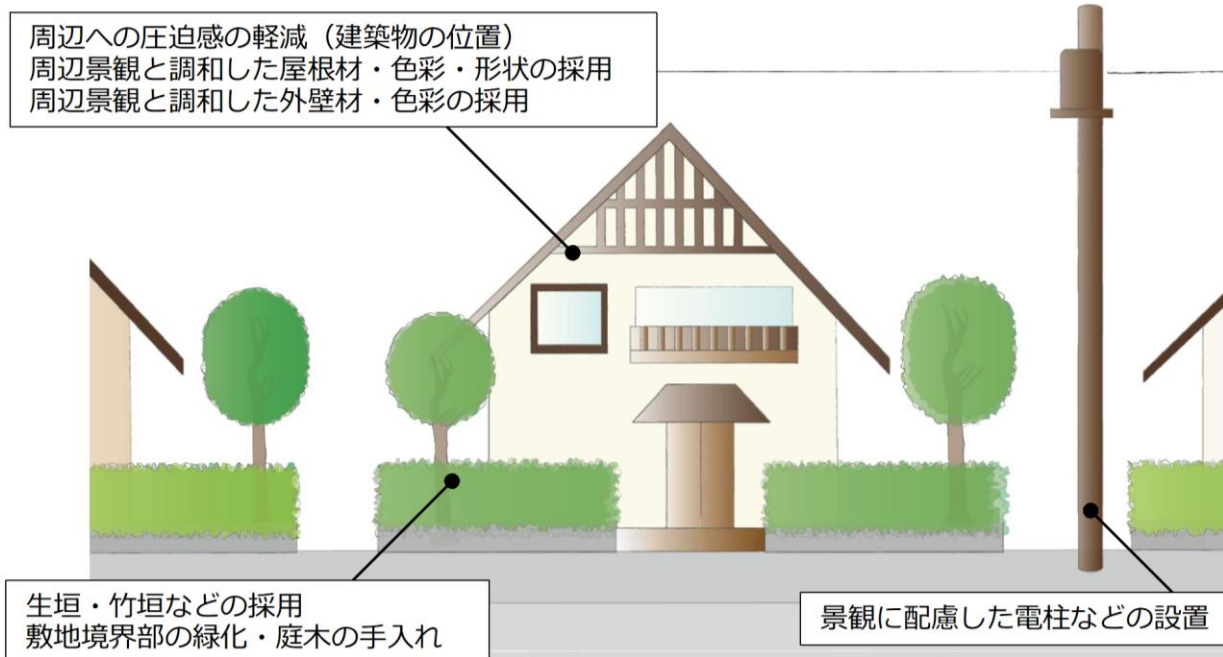 周辺への圧迫感の軽減（建築物の位置）
周辺景観と調和した屋根材・色彩・形状の採用
周辺景観と調和した外壁材・色彩の採用
生垣・竹垣などの採用
敷地境界部の緑化・庭木の手入れ
景観に配慮した電柱などの設置